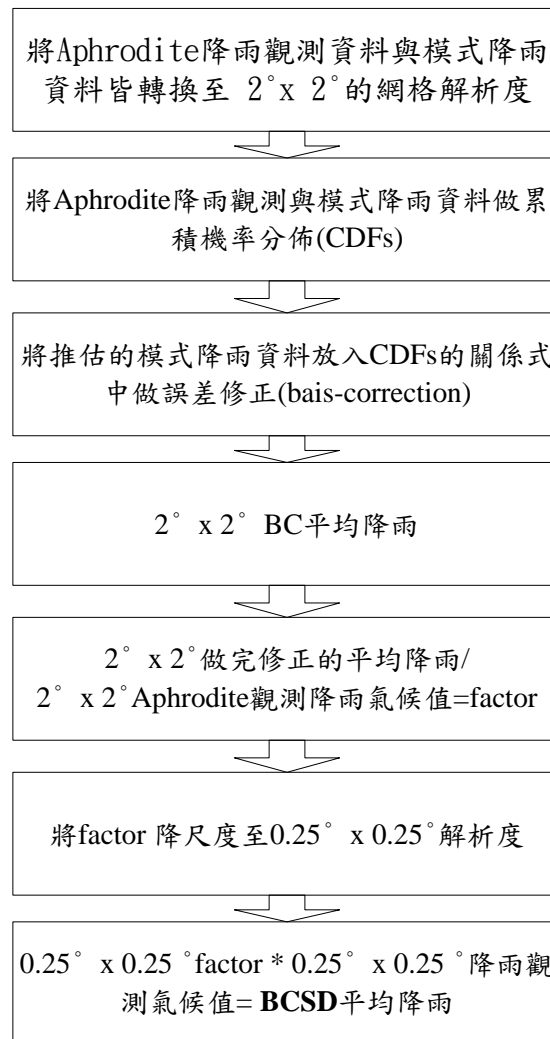 將Aphrodite降雨觀測資料與模式降雨
資料皆轉換至 2°x 2°的網格解析度
將Aphrodite降雨觀測與模式降雨資料做累
積機率分佈(CDFs)
將推估的模式降雨資料放入CDFs的關係式
中做誤差修正(bais-correction)
2° x 2° BC平均降雨
2° x 2°做完修正的平均降雨/
2° x 2°Aphrodite觀測降雨氣候值=factor
將factor 降尺度至0.25° x 0.25°解析度
0.25° x 0.25 °factor * 0.25° x 0.25 °降雨觀
測氣候值= BCSD平均降雨